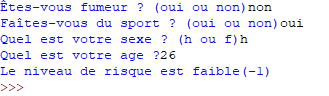 Êtes-vous fumeur ? (oui ou non)non
Faîtes-vous du sport ? (oui ou non)oui
Quel est votre sexe ? (h ou f)h
Quel est votre age ?26
Le niveau de risque est faible(-1)
>>>